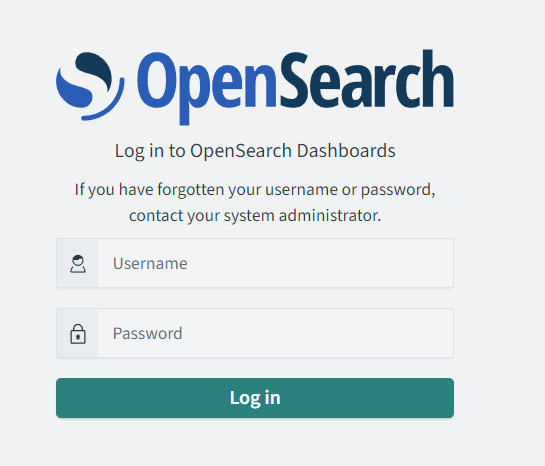 OpenSearch
Log in to OpenSearch Dashboards
If you have forgotten your username or password,
contact your system administrator.
Username
Password
Log in